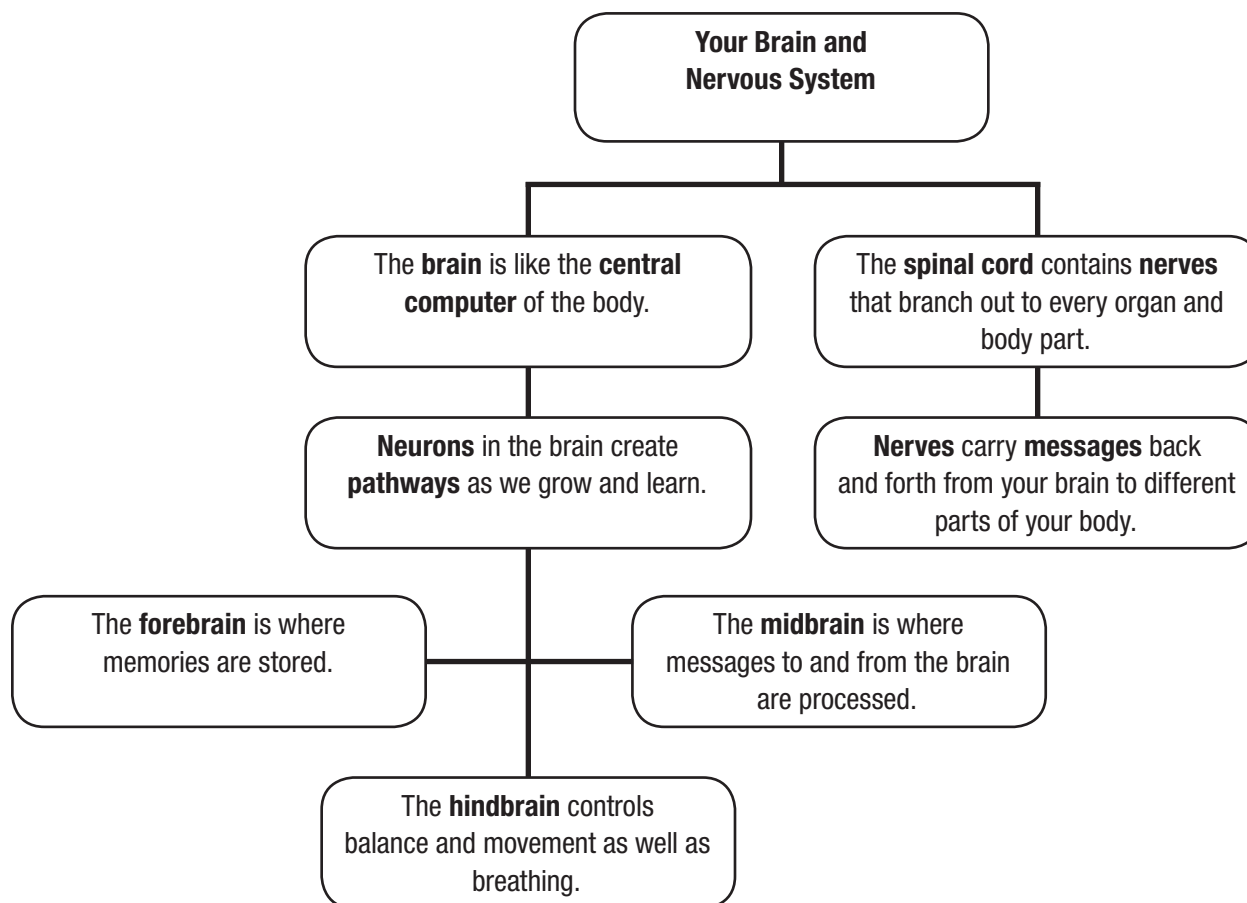 Your Brain and
Nervous System
The brain is like the central
computer of the body.
The spinal cord contains nerves
that branch out to every organ and
body part.
Neurons in the brain create
pathways as we grow and learn.
Nerves carry messages back
and forth from your brain to different
parts of your body.
The forebrain is where
memories are stored.
The midbrain is where
messages to and from the brain
are processed.
The hindbrain controls
balance and movement as well as
breathing.